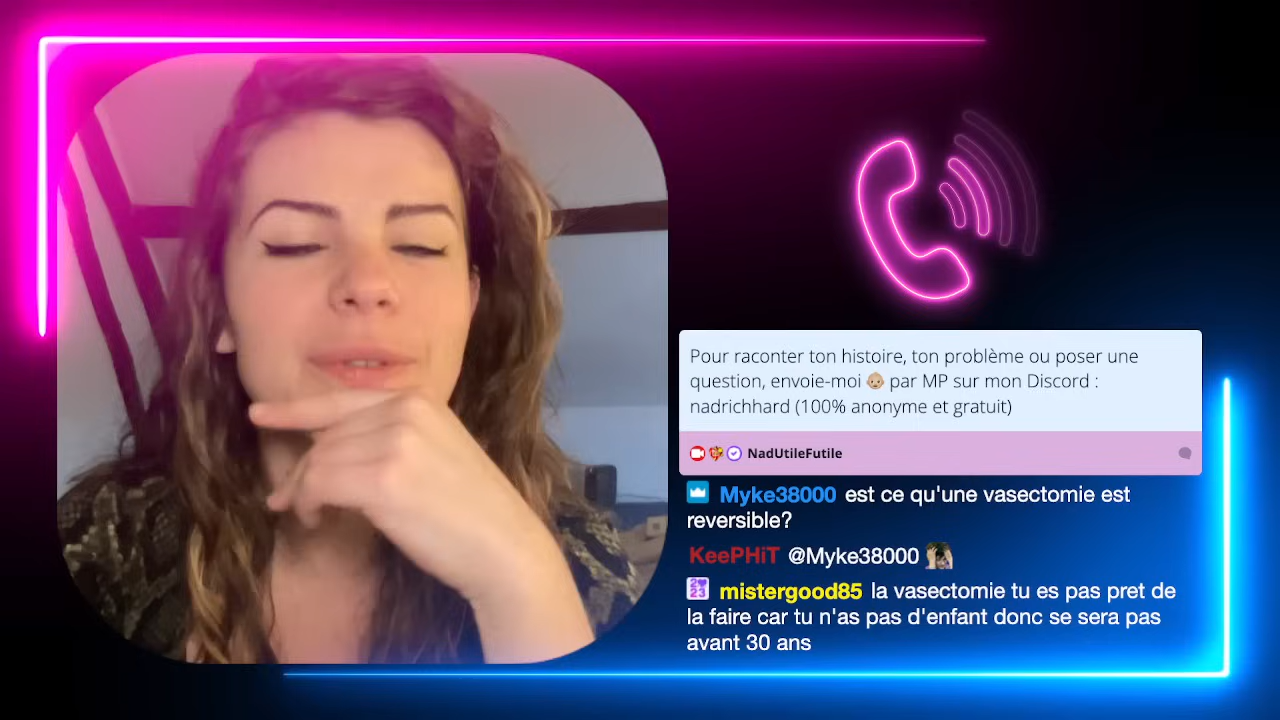 Pour raconter ton histoire, ton problème ou poser une
question, envoie-moi 👶🏼 par MP sur mon Discord :
nadrichhard (100% anonyme et gratuit)
NadUtileFutile
Myke38000 est ce qu'une vasectomie est
reversible?
KeePHiT @Myke38000
2023 mistergood85 la vasectomie tu es pas pret de
la faire car tu n'as pas d'enfant donc se sera pas
avant 30 ans